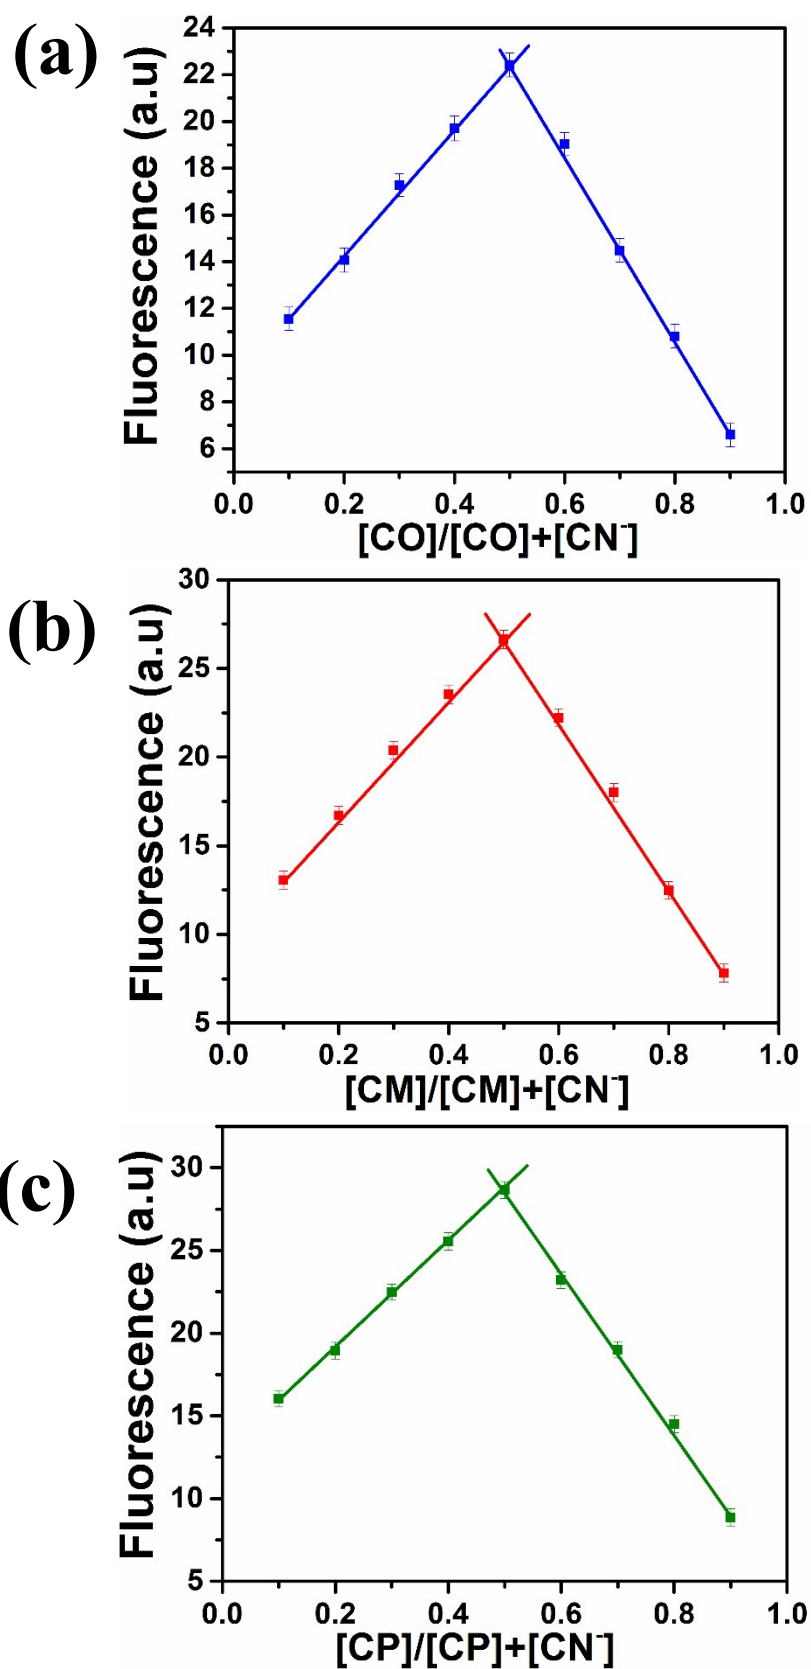 (a)
Fluorescence (a.u)
24
22
20
18
16
14
12
10
8
6
0.0 0.2 0.4 0.6 0.8 1.0
[CO]/[CO]+[CN⁻]
(b)
Fluorescence (a.u)
30
25
20
15
10
5
0.0 0.2 0.4 0.6 0.8 1.0
[CM]/[CM]+[CN⁻]
(c)
Fluorescence (a.u)
30
25
20
15
10
5
0.0 0.2 0.4 0.6 0.8 1.0
[CP]/[CP]+[CN⁻]